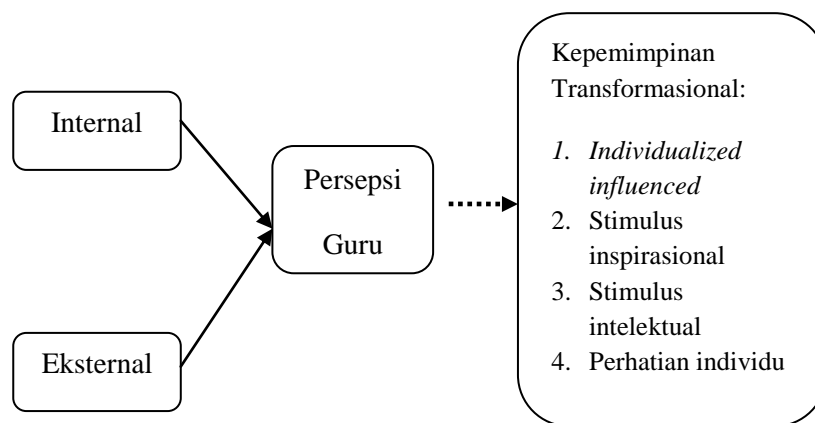 Internal
Eksternal
Persepsi
Guru
Kepemimpinan
Transformasional:
1. Individualized
influenced
2. Stimulus
inspirasional
3. Stimulus
intelektual
4. Perhatian individu